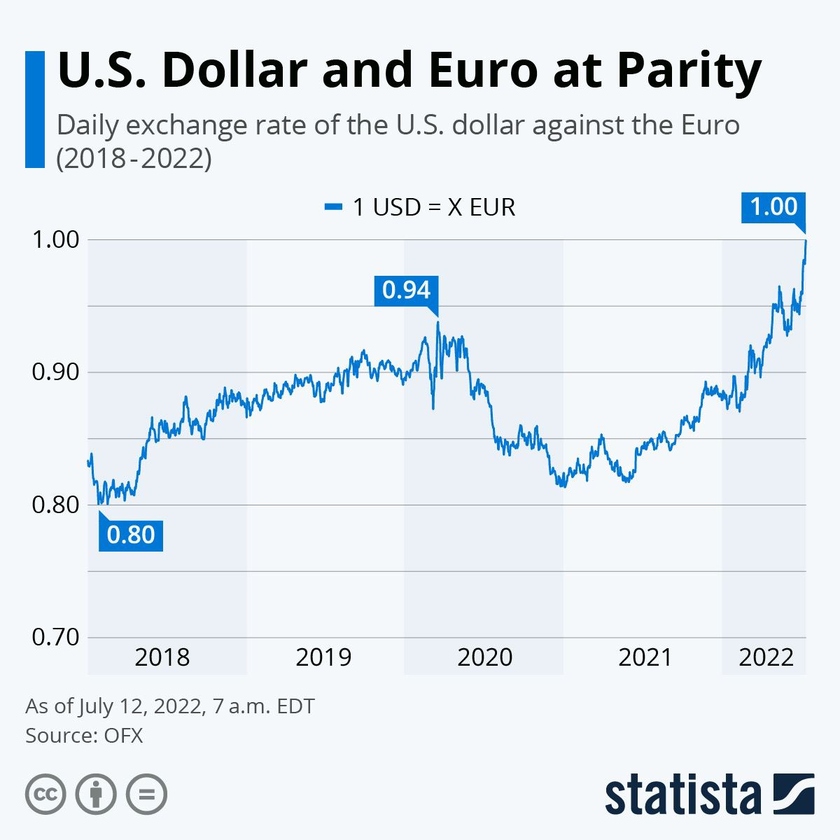 U.S. Dollar and Euro at Parity
Daily exchange rate of the U.S. dollar against the Euro
(2018-2022)
1 USD = X EUR
1.00
1.00
0.94
0.90
0.80
0.80
0.70
2018 2019 2020 2021 2022
As of July 12, 2022, 7 a.m. EDT
Source: OFX
cc
statista